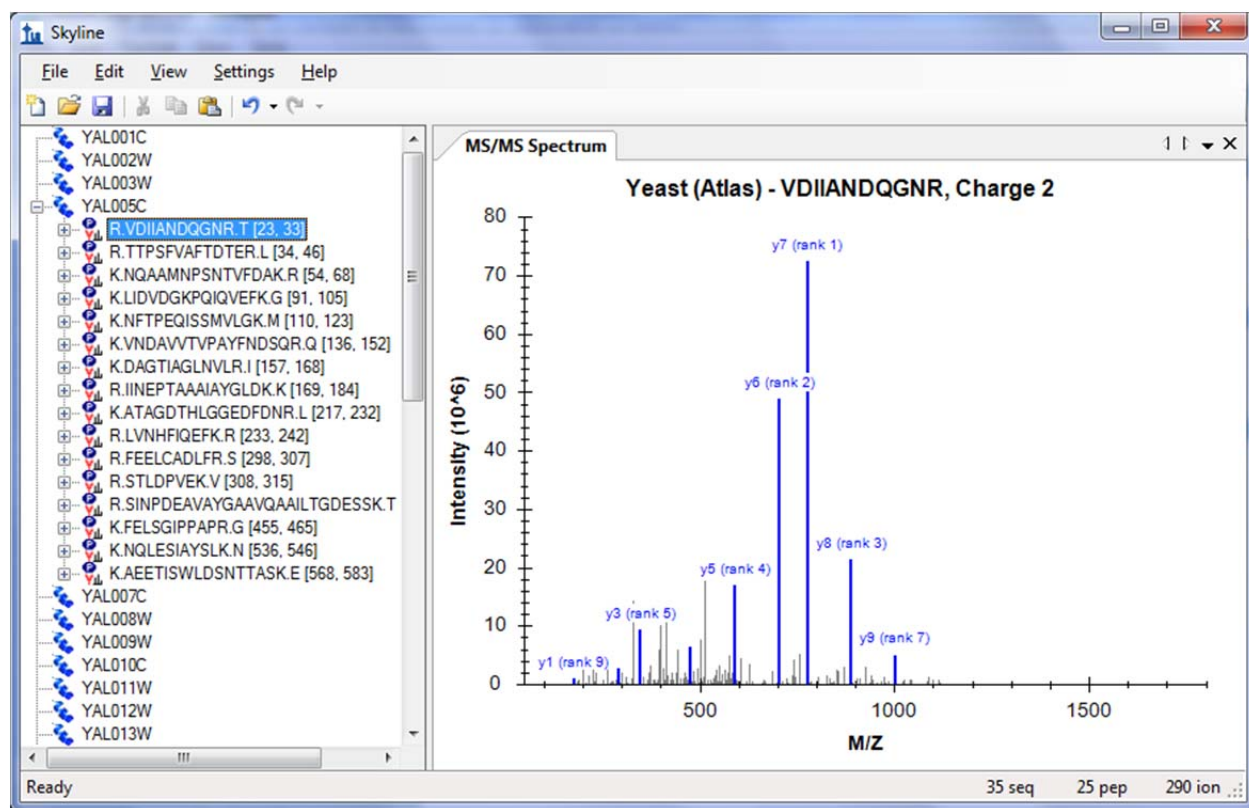 Skyline
File Edit View Settings Help
YAL001C
YAL002W
YAL003W
YAL005C
R.VDIIANDQGNR.T [23, 33]
R.TTPSFVAFTDTER.L [34, 46]
K.NQAAMNPSNTVFDAK.R [54, 68]
K.LIDVDGKPQIQVEFK.G [91, 105]
K.NFTPEQISSMVLGK.M [110, 123]
K.VNDAVVTVPAYFNDSQR.Q [136, 152]
K.DAGTIAGLNVLR.I [157, 168]
R.IINEPTAAAIAYGLDK.K [169, 184]
K.ATAGDTHLGGEDFDNR.L [217, 232]
R.LVNHFIQEFK.R [233, 242]
R.FEELCADLFR.S [298, 307]
R.STLDPVEK.V [308, 315]
R.SINPDEAVAYGAAVQAAILTGDESSK.T
K.FELSGIPPAPR.G [455, 465]
K.NQLESIAYSLK.N [536, 546]
K.AEETISWLDSNTTASK.E [568, 583]
YAL007C
YAL008W
YAL009W
YAL010C
YAL011W
YAL012W
YAL013W
MS/MS Spectrum
Yeast (Atlas) - VDIIANDQGNR, Charge 2
80
70
60
50
40
30
20
10
0
Intensity (10^6)
y7 (rank 1)
y6 (rank 2)
y8 (rank 3)
y5 (rank 4)
y3 (rank 5)
y9 (rank 7)
y1 (rank 9)
500 1000 1500
M/Z
Ready 35 seq 25 pep 290 ion